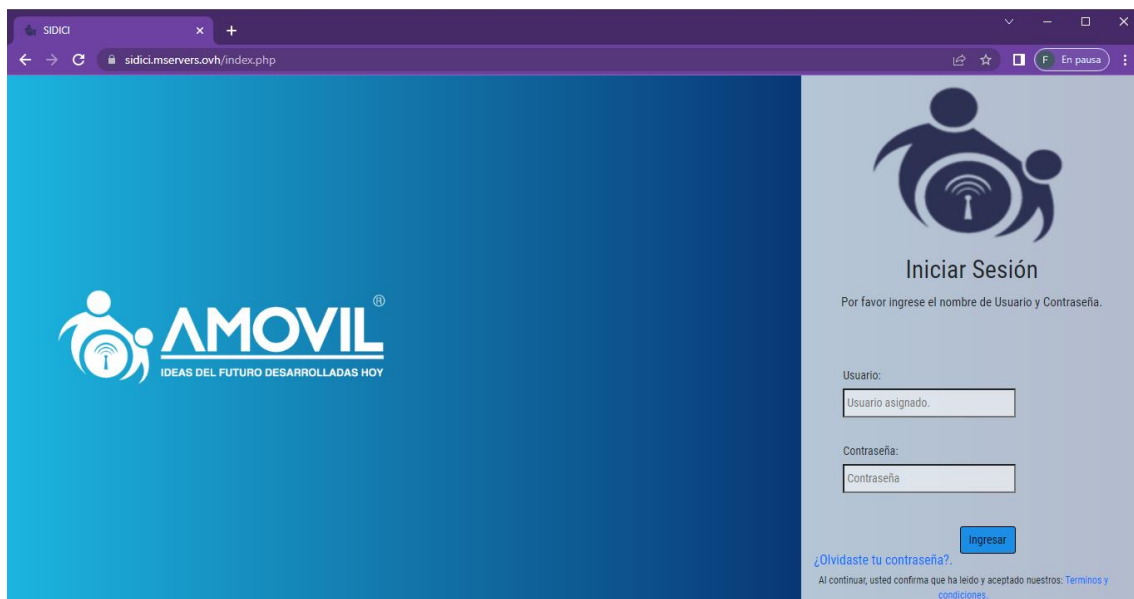 SIDICI
sidici.mservers.ovh/index.php
F En pausa
AMOVIL®
IDEAS DEL FUTURO DESARROLLADAS HOY
Iniciar Sesión
Por favor ingrese el nombre de Usuario y Contraseña.
Usuario:
Usuario asignado.
Contraseña:
Contraseña
Ingresar
¿Olvidaste tu contraseña?.
Al continuar, usted confirma que ha leido y aceptado nuestros: Terminos y
condiciones.